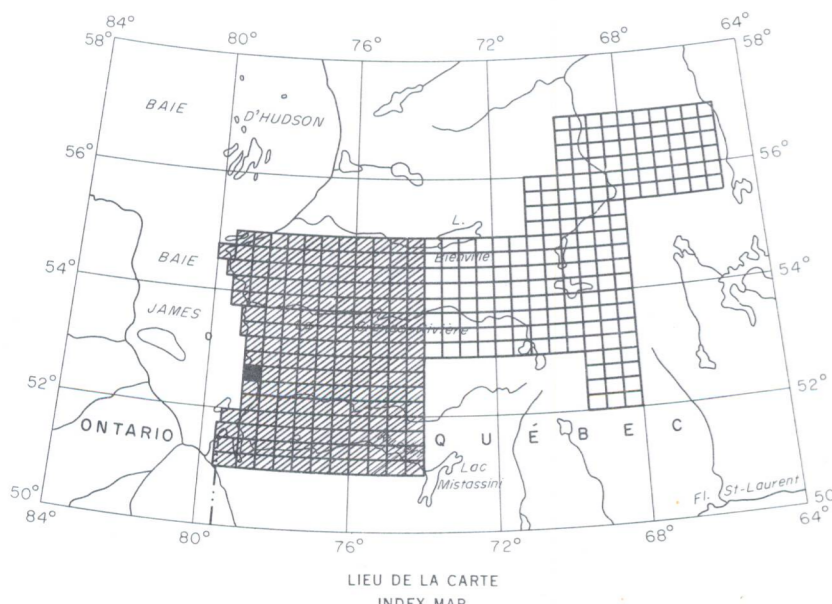 84°
58°
80°
76°
72°
68°
64°
58°
BAIE
D'HUDSON
56°
56°
L.
Bienville
BAIE
54°
54°
JAMES
Rivière
52°
52°
ONTARIO
QUÉBEC
Lac
Mistassini
Fl. St-Laurent
50°
84°
50°
64°
80°
76°
72°
68°
LIEU DE LA CARTE
INDEX MAP